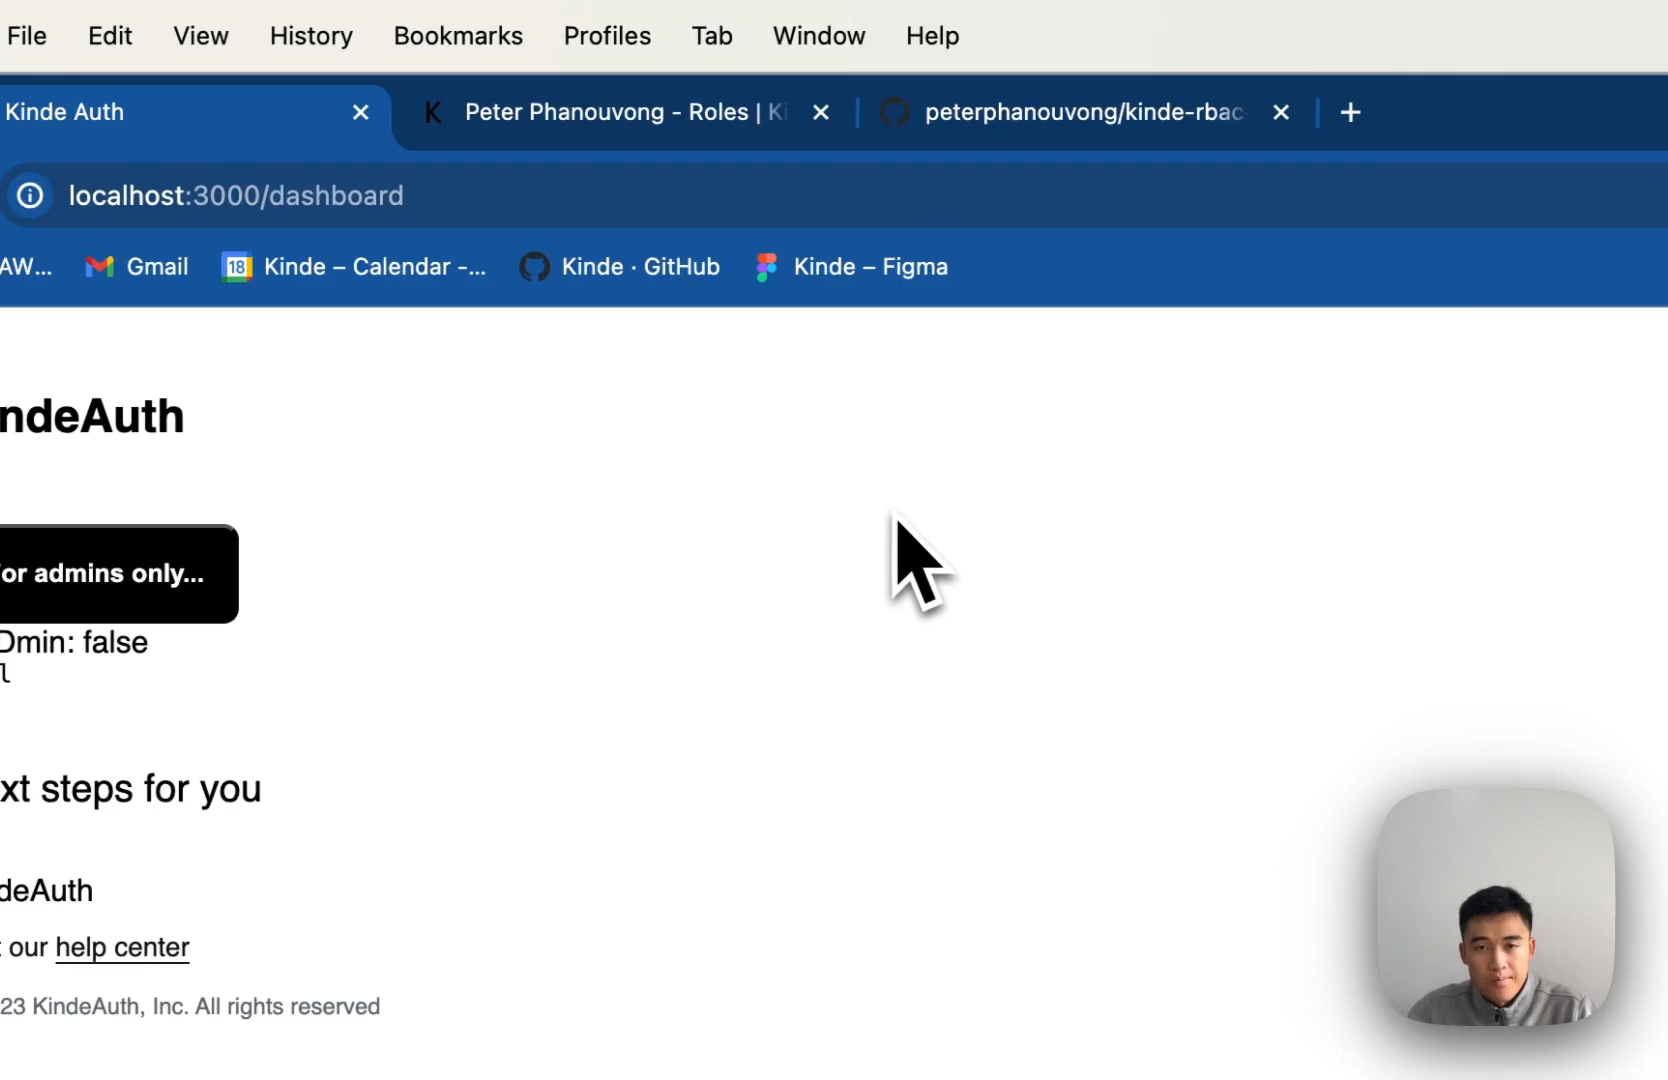 File Edit View History Bookmarks Profiles Tab Window Help
Kinde Auth Peter Phanouvong - Roles | Ki peterphanouvong/kinde-rbac-
localhost:3000/dashboard
AW... Gmail 18 Kinde – Calendar -... Kinde · GitHub Kinde – Figma
ndeAuth
or admins only...
Dmin: false
l
xt steps for you
deAuth
t our help center
23 KindeAuth, Inc. All rights reserved